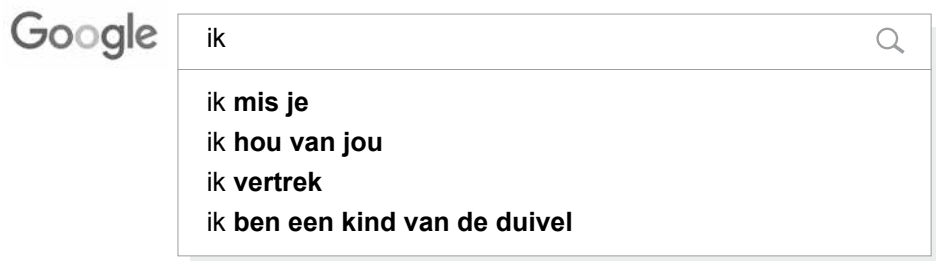 Google ik
ik mis je
ik hou van jou
ik vertrek
ik ben een kind van de duivel